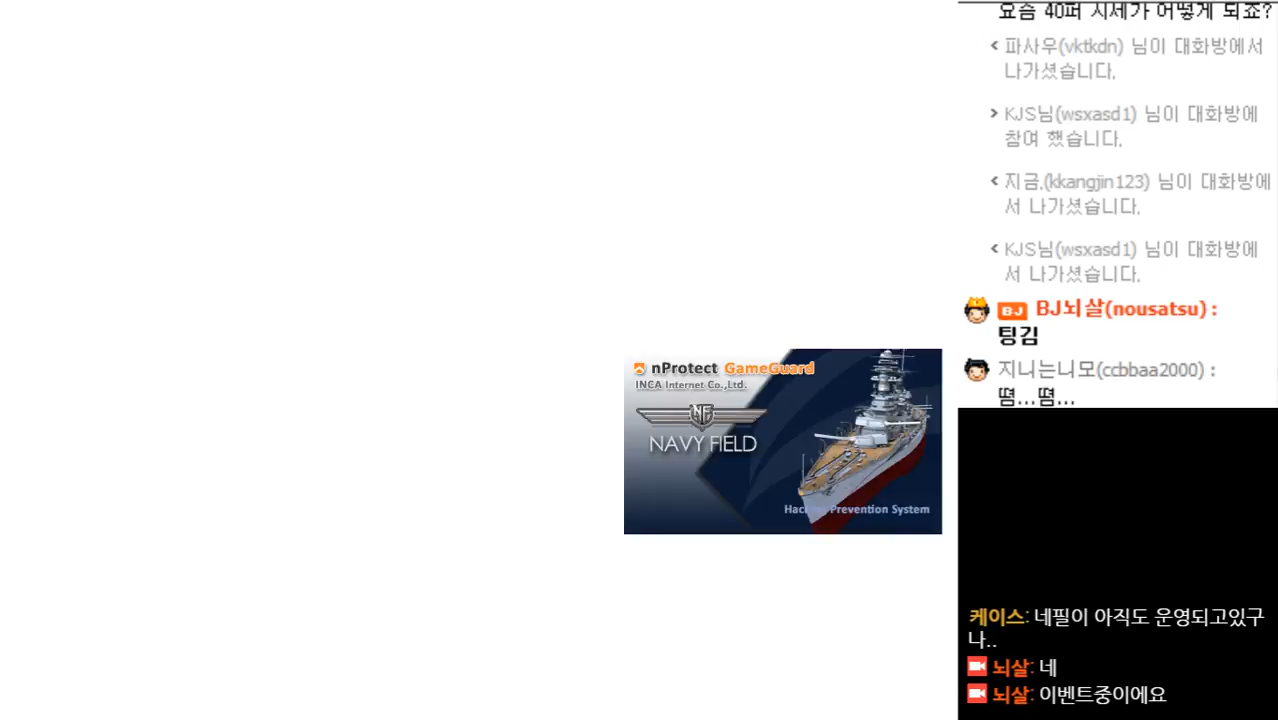 요즘 40퍼 시세가 어떻게 되죠?
< 파사우(vktkdn) 님이 대화방에서
나가셨습니다.
> KJS님(wsxasd1) 님이 대화방에
참여 했습니다.
< 지금.(kkangjin123) 님이 대화방에
서 나가셨습니다.
< KJS님(wsxasd1) 님이 대화방에
서 나가셨습니다.
BJ BJ뇌살(nousatsu) :
팅김
지니는니모(ccbbaa2000) :
떔...떔...
nProtect GameGuard
INCA Internet Co.,Ltd.
NF
NAVY FIELD
Hacking Prevention System
케이스: 네필이 아직도 운영되고있구
나..
뇌살: 네
뇌살: 이벤트중이에요